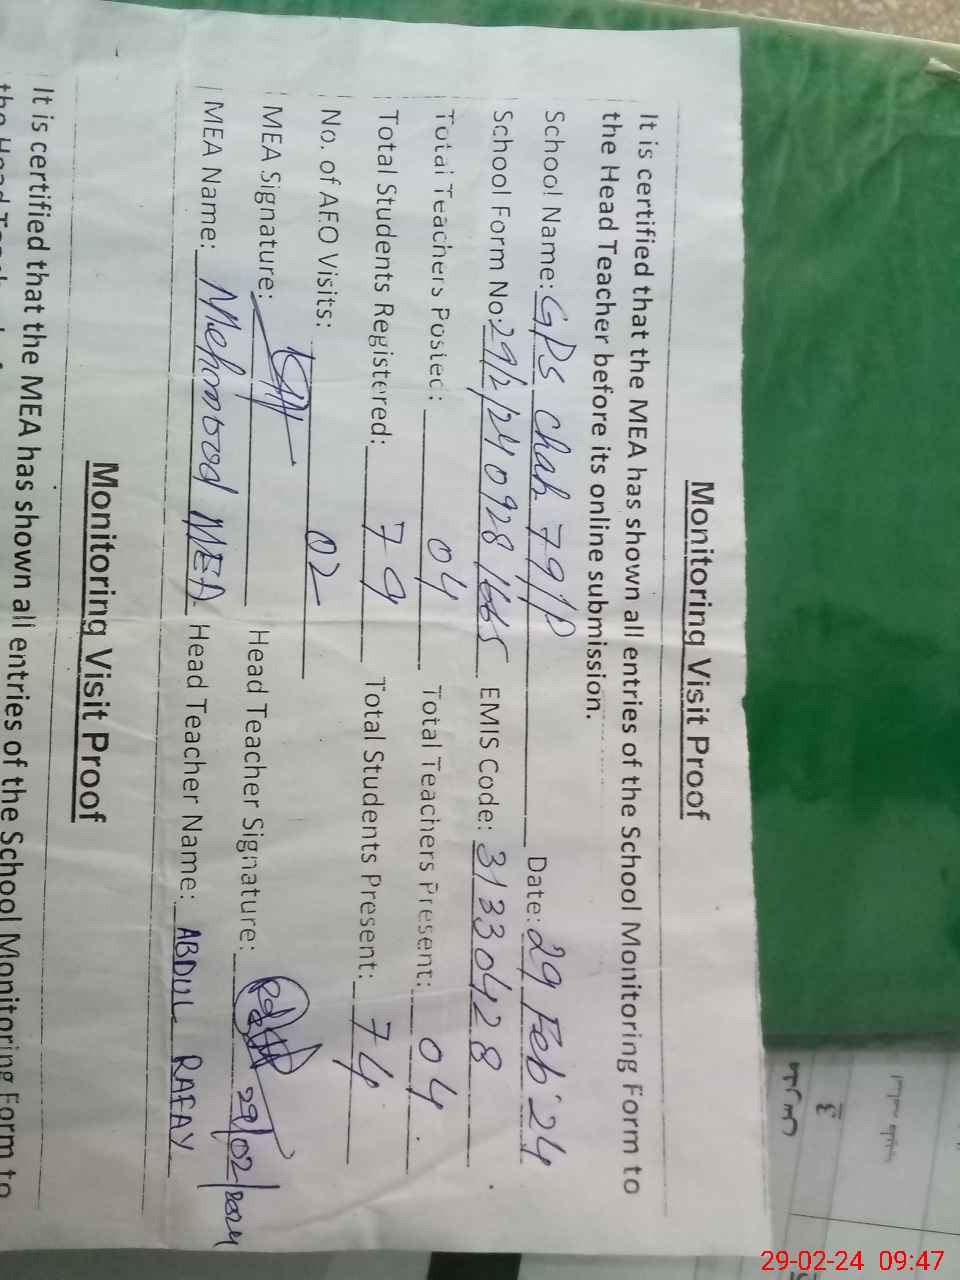 Monitoring Visit Proof
It is certified that the MEA has shown all entries of the School Monitoring Form to
the Head Teacher before its online submission.
School Name: GPS Chak 79/P Date: 29 Feb'24
School Form No: 29/2/240928 1665 EMIS Code: 31330428
Total Teachers Posted: 04 Total Teachers Present: 04
Total Students Registered: 79 Total Students Present: 74
No. of AEO Visits: 02
MEA Signature: Head Teacher Signature: 29/02/2024
MEA Name: Mehmood MEA Head Teacher Name: ABDUL RAFAY
Monitoring Visit Proof
It is certified that the MEA has shown all entries of the School Monitoring Form to
the Head
29-02-24 09:47